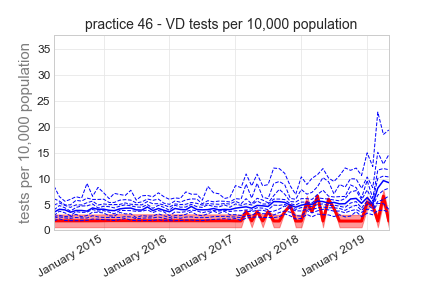 practice 46 - VD tests per 10,000 population
tests per 10,000 population
35
30
25
20
15
10
5
0
January 2015
January 2016
January 2017
January 2018
January 2019